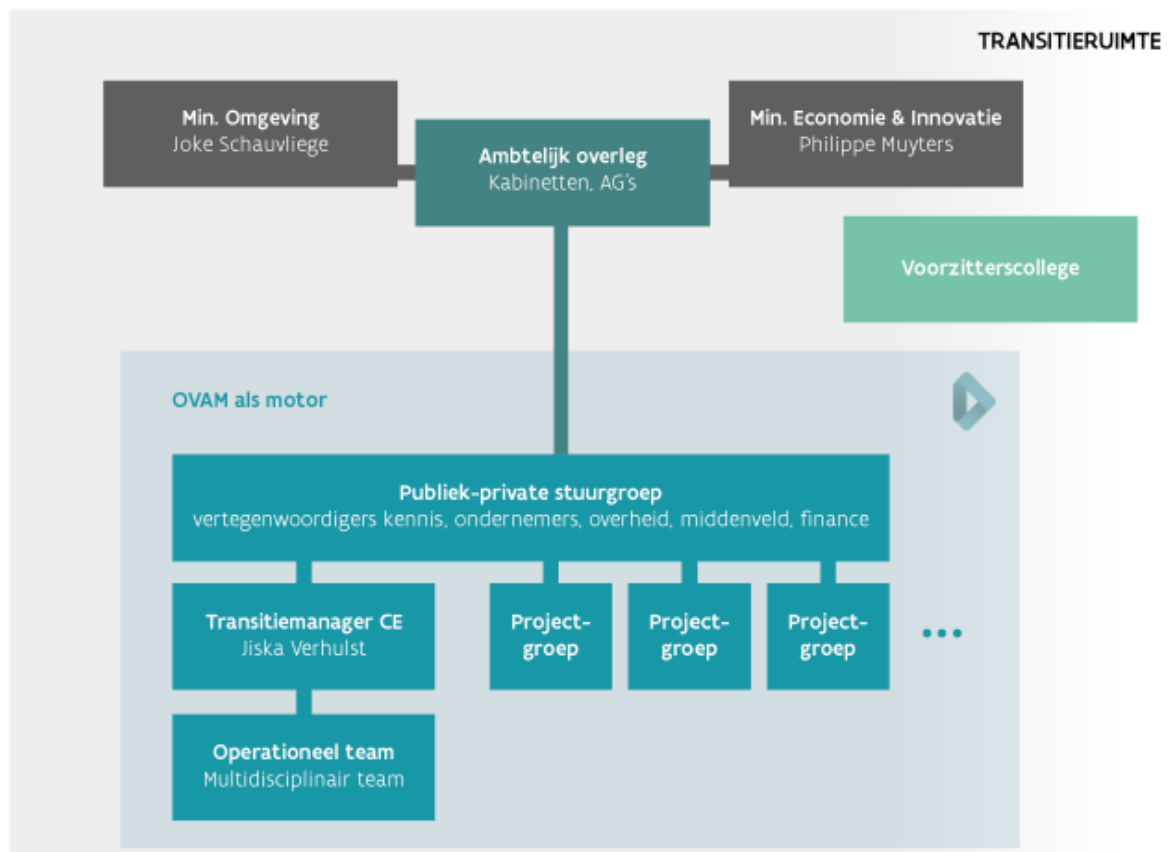 TRANSITIERUIMTE
Min. Omgeving
Joke Schauvliege
Min. Economie & Innovatie
Philippe Muyters
Ambtelijk overleg
Kabinetten, AG's
Voorzitterscollege
OVAM als motor
Publiek-private stuurgroep
vertegenwoordigers kennis, ondernemers, overheid, middenveld, finance
Transitiemanager CE
Jiska Verhulst
Project-
groep
Project-
groep
Project-
groep
...
Operationeel team
Multidisciplinair team